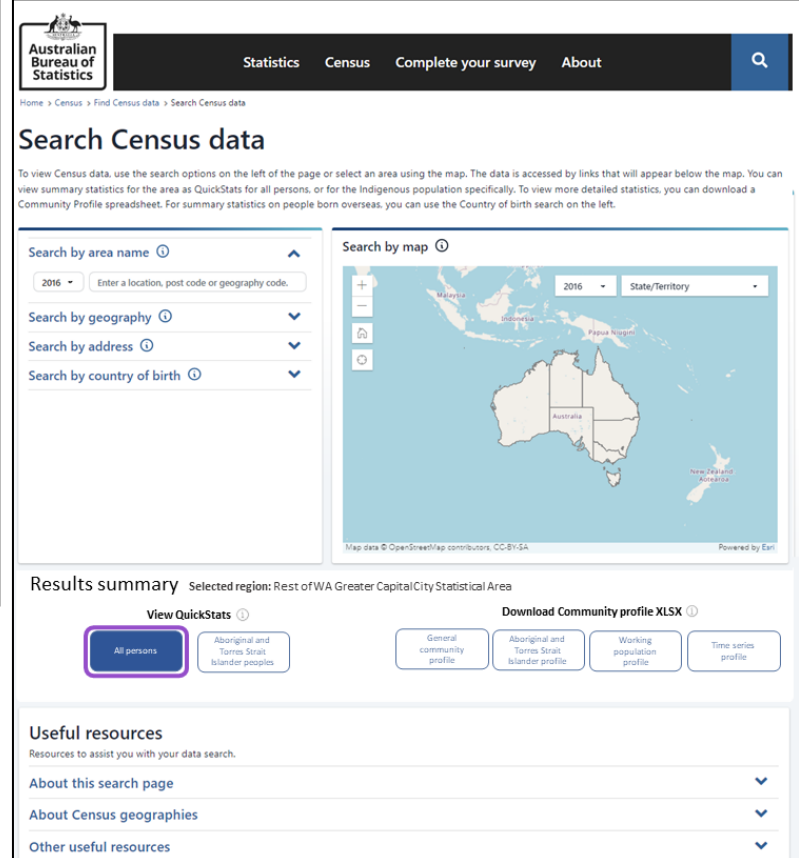 Australian
Bureau of
Statistics
Statistics Census Complete your survey About
Home > Census > Find Census data > Search Census data
Search Census data
To view Census data, use the search options on the left of the page or select an area using the map. The data is accessed by links that will appear below the map. You can
view summary statistics for the area as QuickStats for all persons, or for the Indigenous population specifically. To view more detailed statistics, you can download a
Community Profile spreadsheet. For summary statistics on people born overseas, you can use the Country of birth search on the left.
Search by area name
2016
Enter a location, post code or geography code.
Search by geography
Search by address
Search by country of birth
Search by map
2016
State/Territory
Malaysia
Indonesia
Papua Niugini
Australia
New Zealand
Aotearoa
Map data © OpenStreetMap contributors, CC-BY-SA
Powered by Esri
Results summary Selected region: Rest of WA Greater Capital City Statistical Area
View QuickStats
All persons
Aboriginal and
Torres Strait
Islander peoples
Download Community profile XLSX
General
community
profile
Aboriginal and
Torres Strait
Islander profile
Working
population
profile
Time series
profile
Useful resources
Resources to assist you with your data search.
About this search page
About Census geographies
Other useful resources